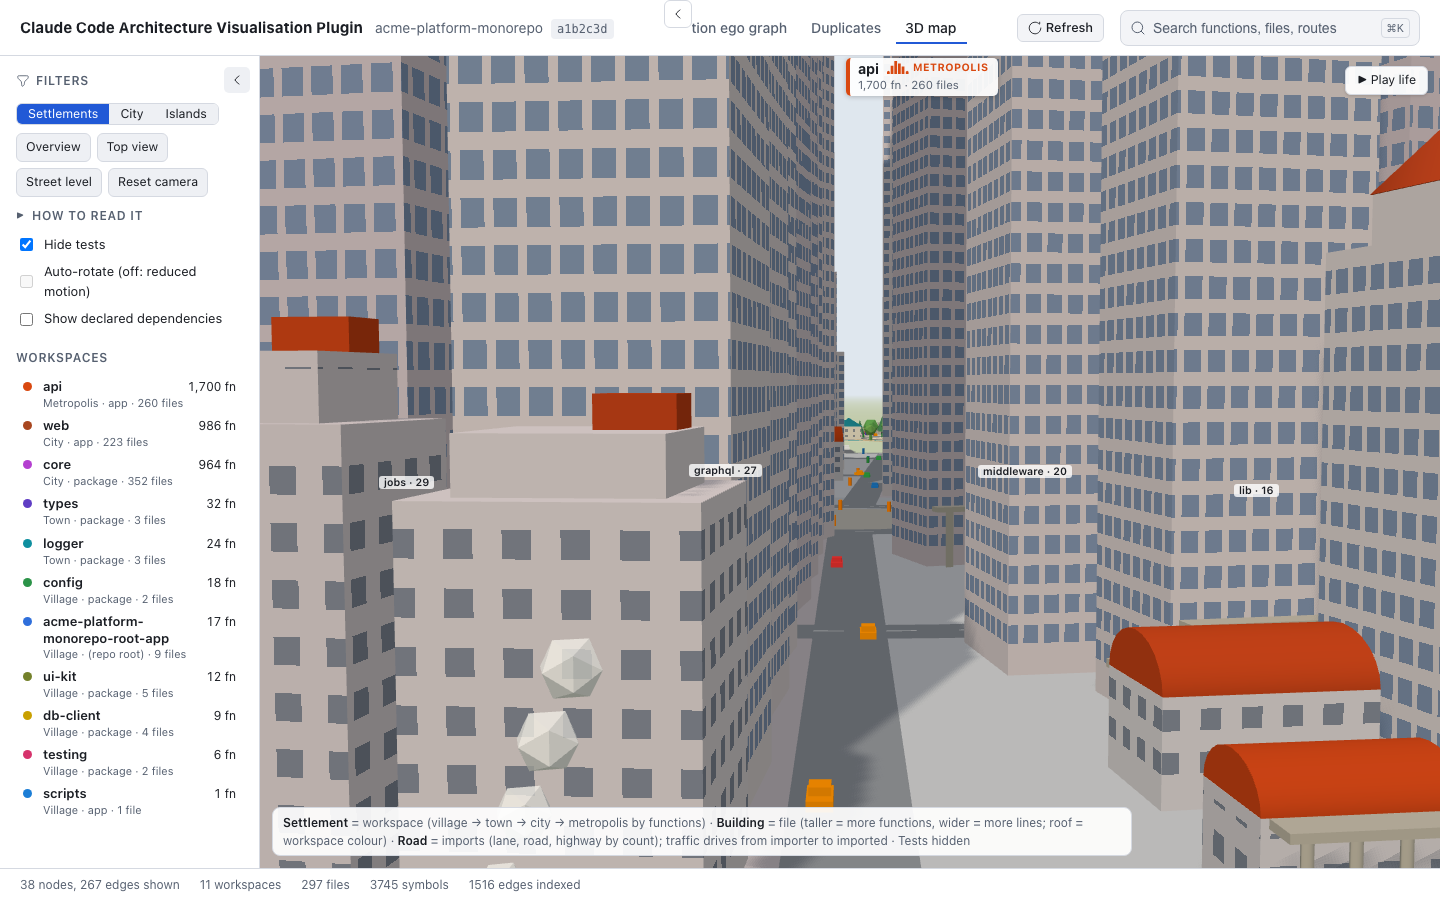 Claude Code Architecture Visualisation Plugin acme-platform-monorepo a1b2c3d
tion ego graph Duplicates 3D map
Refresh
Search functions, files, routes ⌘K
FILTERS
Settlements City Islands
Overview Top view
Street level Reset camera
HOW TO READ IT
Hide tests
Auto-rotate (off: reduced
motion)
Show declared dependencies
WORKSPACES
api 1,700 fn
Metropolis · app · 260 files
web 986 fn
City · app · 223 files
core 964 fn
City · package · 352 files
types 32 fn
Town · package · 3 files
logger 24 fn
Town · package · 3 files
config 18 fn
Village · package · 2 files
acme-platform- 17 fn
monorepo-root-app
Village · (repo root) · 9 files
ui-kit 12 fn
Village · package · 5 files
db-client 9 fn
Village · package · 4 files
testing 6 fn
Village · package · 2 files
scripts 1 fn
Village · app · 1 file
api METROPOLIS
1,700 fn · 260 files
Play life
jobs · 29
graphql · 27
middleware · 20
lib · 16
Settlement = workspace (village → town → city → metropolis by functions) · Building = file (taller = more functions, wider = more lines; roof =
workspace colour) · Road = imports (lane, road, highway by count); traffic drives from importer to imported · Tests hidden
38 nodes, 267 edges shown 11 workspaces 297 files 3745 symbols 1516 edges indexed